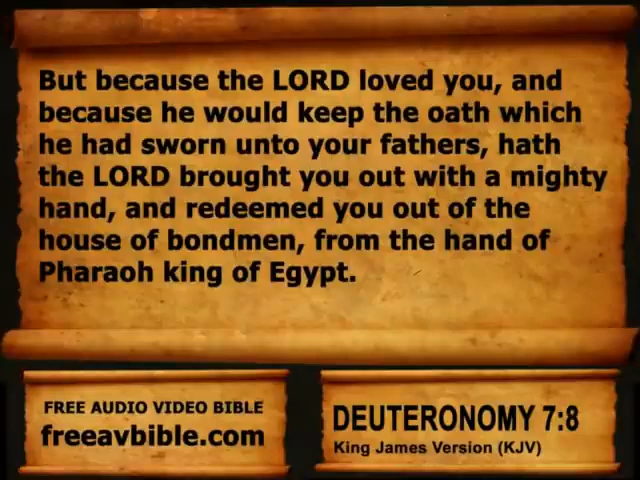 But because the LORD loved you, and
because he would keep the oath which
he had sworn unto your fathers, hath
the LORD brought you out with a mighty
hand, and redeemed you out of the
house of bondmen, from the hand of
Pharaoh king of Egypt.
FREE AUDIO VIDEO BIBLE
freeavbible.com
DEUTERONOMY 7:8
King James Version (KJV)